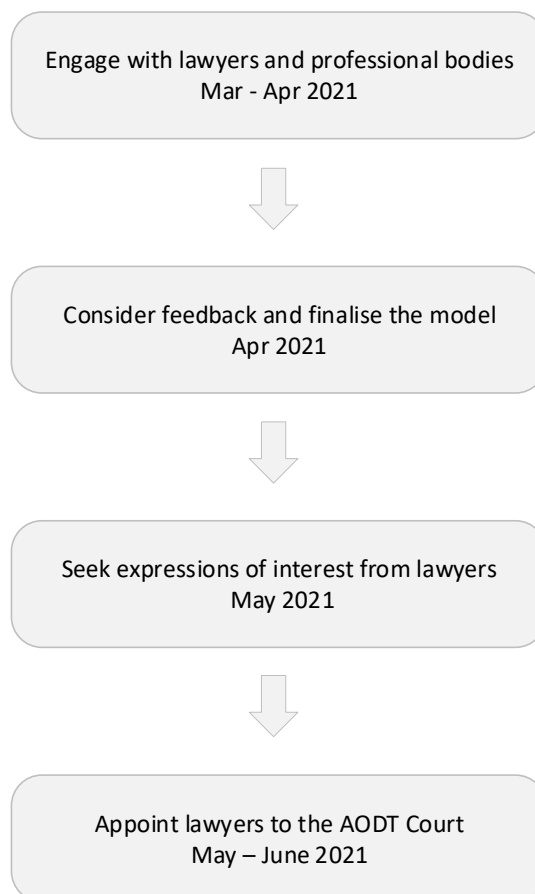 Engage with lawyers and professional bodies
Mar - Apr 2021
Consider feedback and finalise the model
Apr 2021
Seek expressions of interest from lawyers
May 2021
Appoint lawyers to the AODT Court
May – June 2021